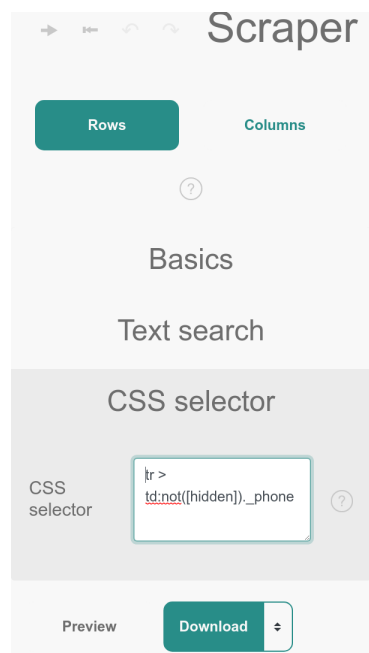 Scraper
Rows Columns
?
Basics
Text search
CSS selector
CSS
selector
tr >
td:not([hidden])._phone
?
Preview Download